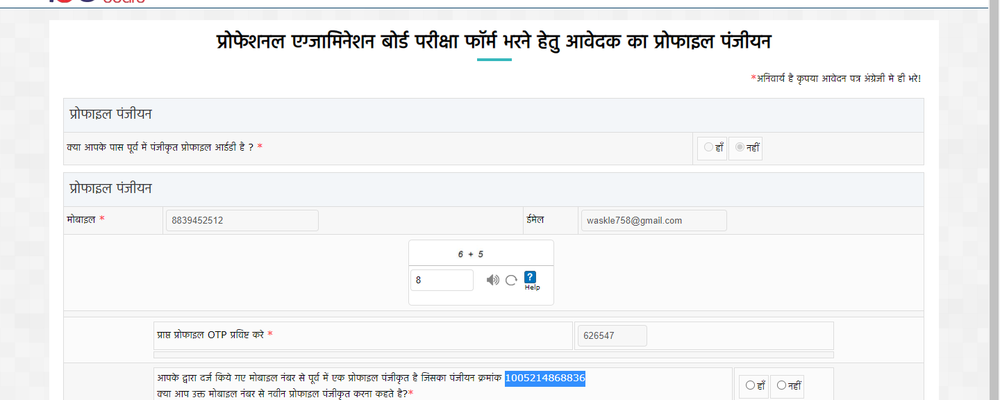 प्रोफेशनल एग्जामिनेशन बोर्ड परीक्षा फॉर्म भरने हेतु आवेदक का प्रोफाइल पंजीयन
*अनिवार्य है कृपया आवेदन पत्र अंग्रेजी मे ही भरे!
प्रोफाइल पंजीयन
क्या आपके पास पूर्व में पंजीकृत प्रोफाइल आईडी है ? * हाँ नहीं
प्रोफाइल पंजीयन
मोबाइल * 8839452512 ईमेल waskle758@gmail.com
6 + 5
8 ? Help
प्राप्त प्रोफाइल OTP प्रविष्ट करे * 626547
आपके द्वारा दर्ज किये गए मोबाइल नंबर से पूर्व में एक प्रोफाइल पंजीकृत है जिसका पंजीयन क्रमांक 1005214868836
क्या आप उक्त मोबाइल नंबर से नवीन प्रोफाइल पंजीकृत करना कहते है?* हाँ नहीं